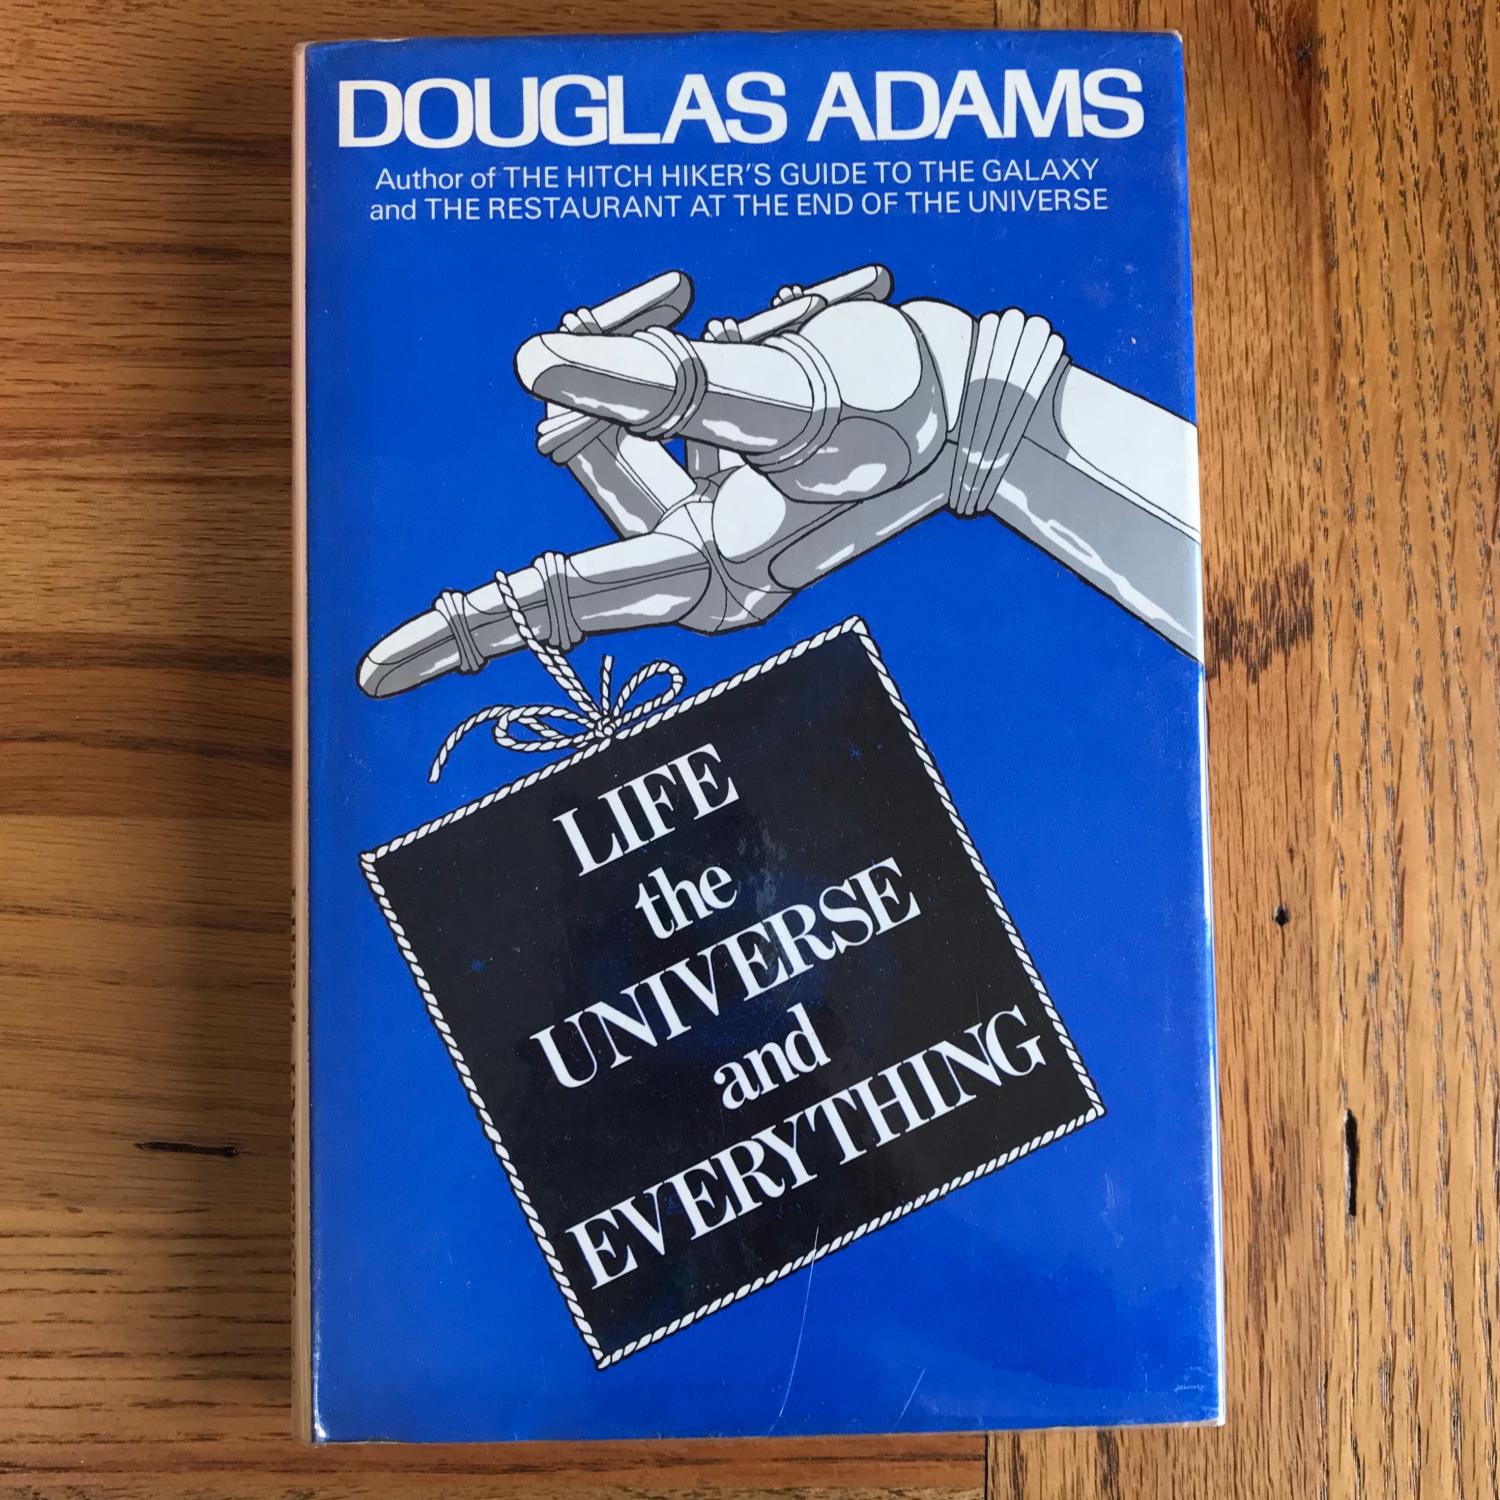 DOUGLAS ADAMS
Author of THE HITCH HIKER'S GUIDE TO THE GALAXY
and THE RESTAURANT AT THE END OF THE UNIVERSE
LIFE
the
UNIVERSE
and
EVERYTHING